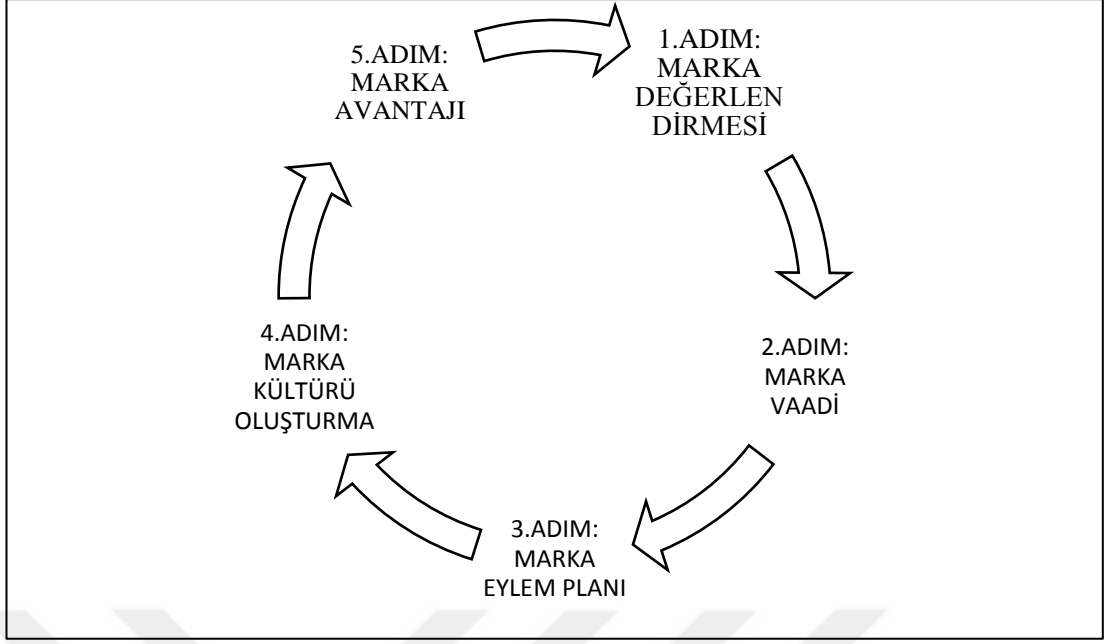 1.ADIM:
MARKA
DEĞERLEN
DİRMESİ
2.ADIM:
MARKA
VAADİ
3.ADIM:
MARKA
EYLEM PLANI
4.ADIM:
MARKA
KÜLTÜRÜ
OLUŞTURMA
5.ADIM:
MARKA
AVANTAJI